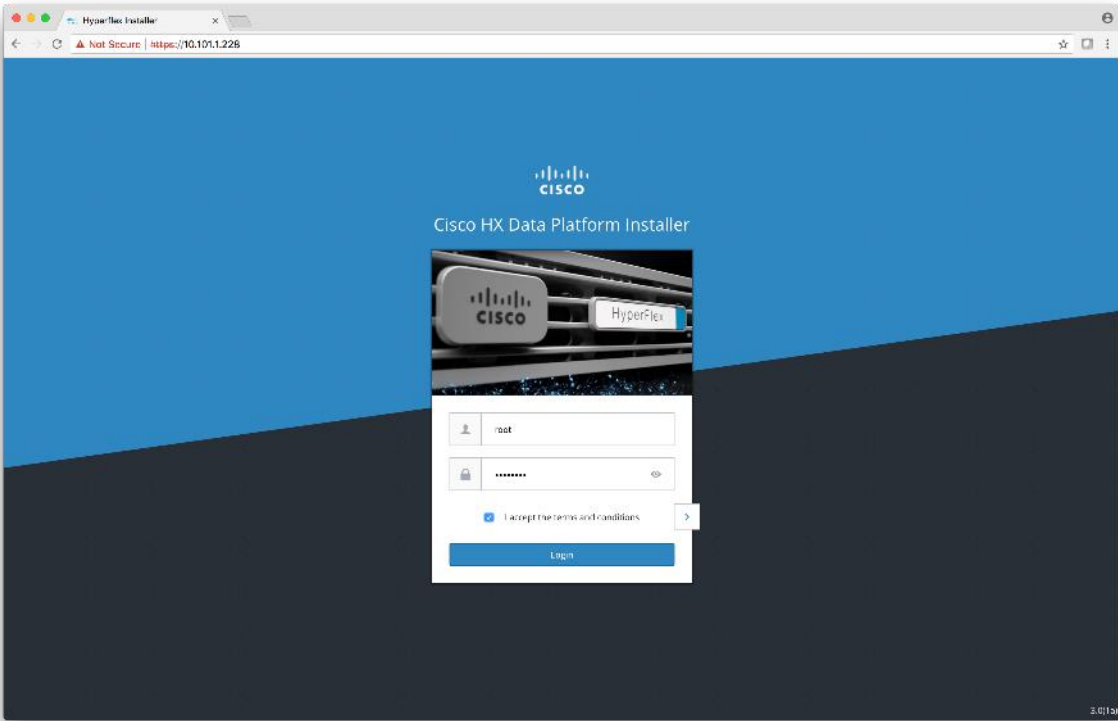 Hyperflex Installer
Not Secure | https://10.101.1.228
CISCO
Cisco HX Data Platform Installer
CISCO
HyperFlex
root
••••••••
I accept the terms and conditions
Login